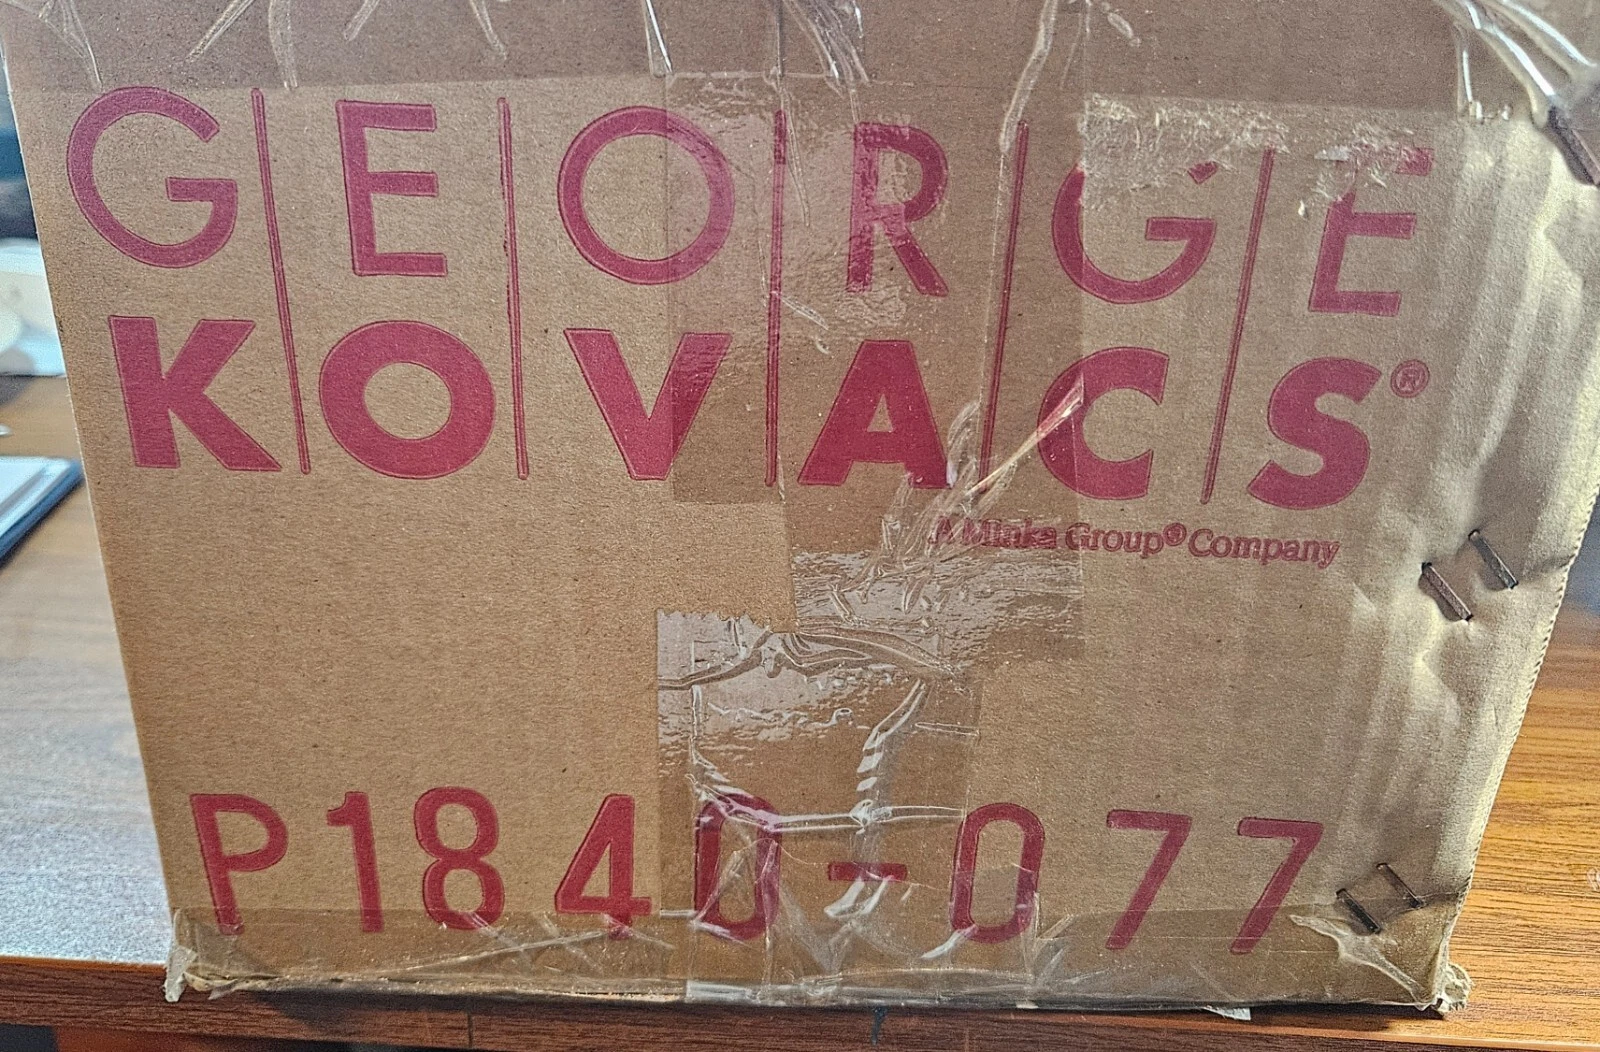 GEORGE
KOVACS®
A Minka Group® Company
P1840-077